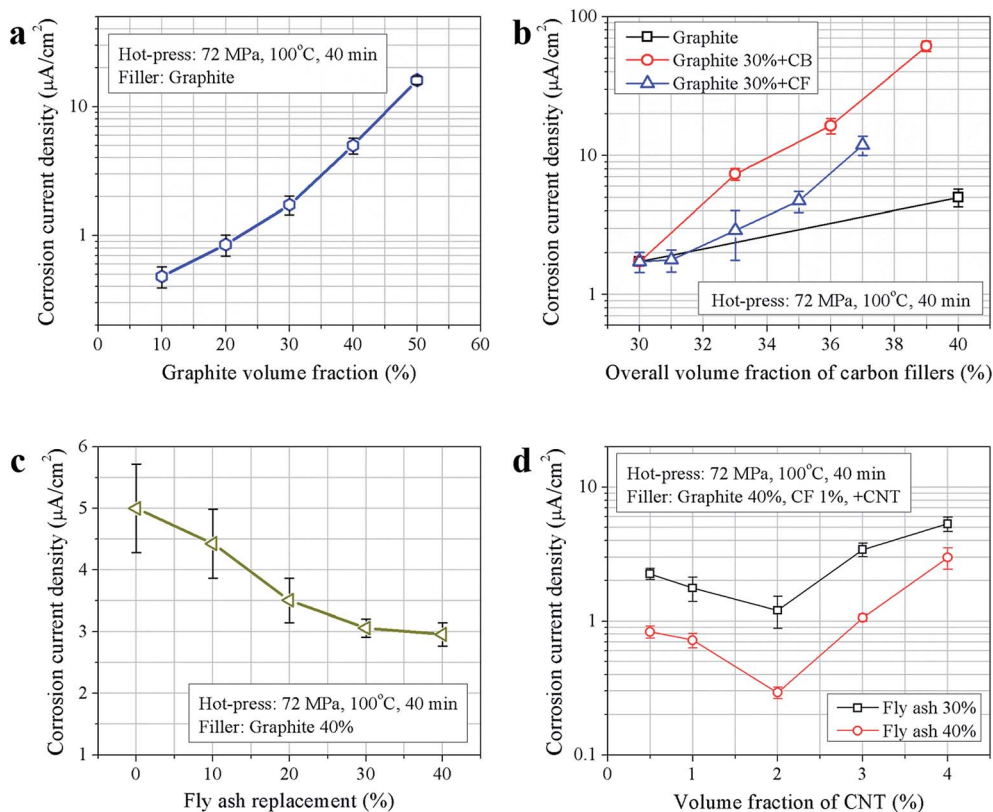 a
Hot-press: 72 MPa, 100°C, 40 min
Filler: Graphite
Corrosion current density (μA/cm²)
10
1
0 10 20 30 40 50 60
Graphite volume fraction (%)
b
Graphite
Graphite 30%+CB
Graphite 30%+CF
Corrosion current density (μA/cm²)
100
10
1
Hot-press: 72 MPa, 100°C, 40 min
30 32 34 36 38 40
Overall volume fraction of carbon fillers (%)
c
Corrosion current density (μA/cm²)
6
5
4
3
2
1
Hot-press: 72 MPa, 100°C, 40 min
Filler: Graphite 40%
0 10 20 30 40
Fly ash replacement (%)
d
Hot-press: 72 MPa, 100°C, 40 min
Filler: Graphite 40%, CF 1%, +CNT
Corrosion current density (μA/cm²)
10
1
0.1
Fly ash 30%
Fly ash 40%
1 2 3 4
Volume fraction of CNT (%)